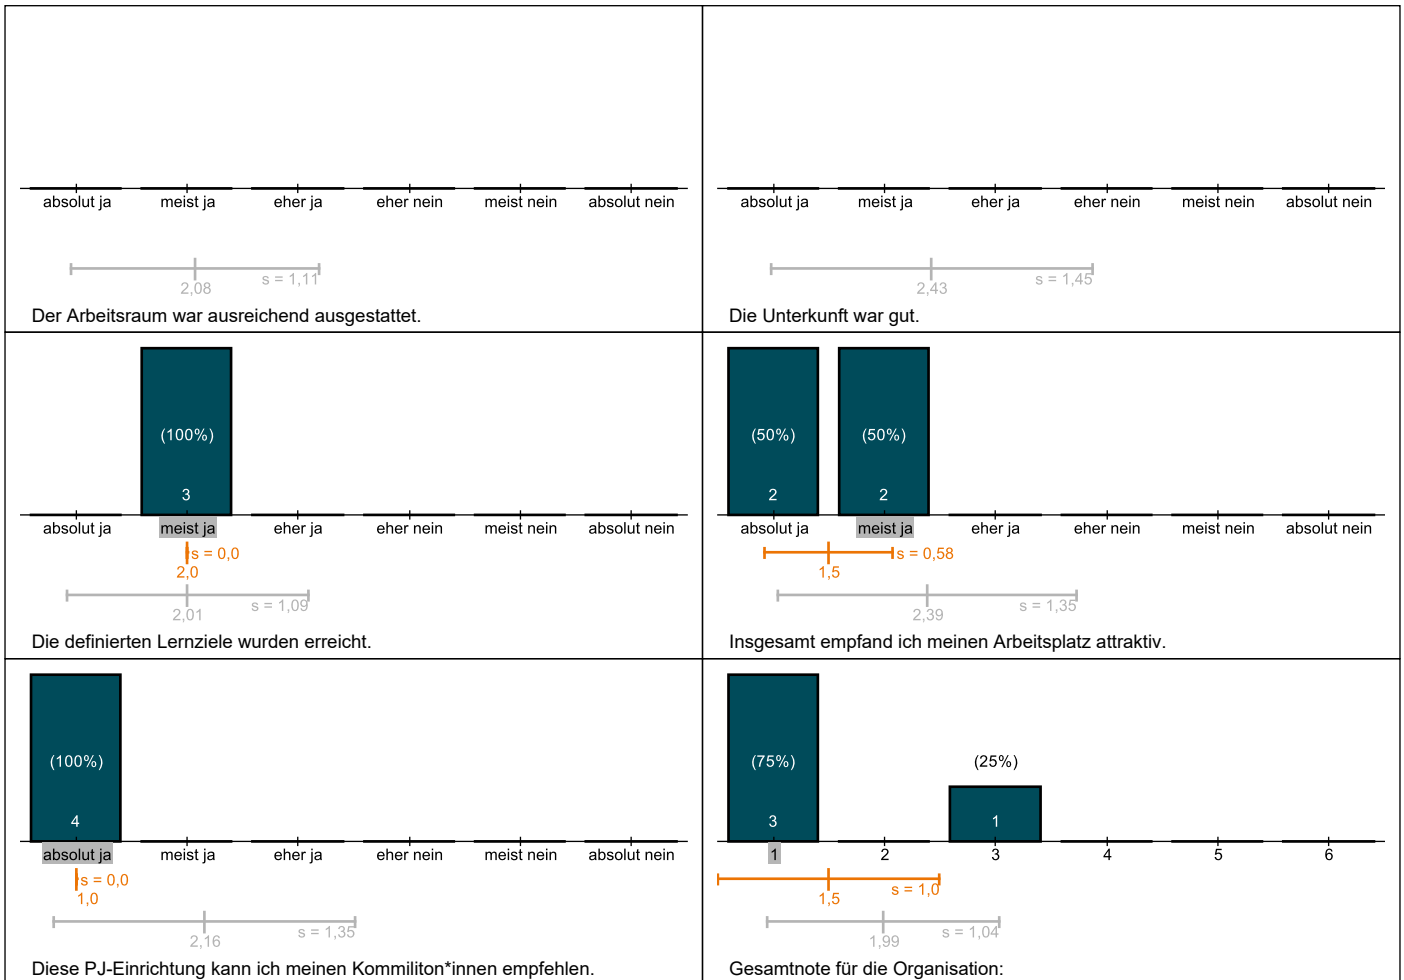 absolut ja meist ja eher ja eher nein meist nein absolut nein
s = 1,11
2,08
Der Arbeitsraum war ausreichend ausgestattet.
absolut ja meist ja eher ja eher nein meist nein absolut nein
s = 1,45
2,43
Die Unterkunft war gut.
(100%)
3
absolut ja meist ja eher ja eher nein meist nein absolut nein
s = 0,0
2,0
s = 1,09
2,01
Die definierten Lernziele wurden erreicht.
(50%) (50%)
2 2
absolut ja meist ja eher ja eher nein meist nein absolut nein
s = 0,58
1,5
s = 1,35
2,39
Insgesamt empfand ich meinen Arbeitsplatz attraktiv.
(100%)
4
absolut ja meist ja eher ja eher nein meist nein absolut nein
s = 0,0
1,0
s = 1,35
2,16
Diese PJ-Einrichtung kann ich meinen Kommiliton*innen empfehlen.
(75%) (25%)
3 1
1 2 3 4 5 6
s = 1,0
1,5
s = 1,04
1,99
Gesamtnote für die Organisation: